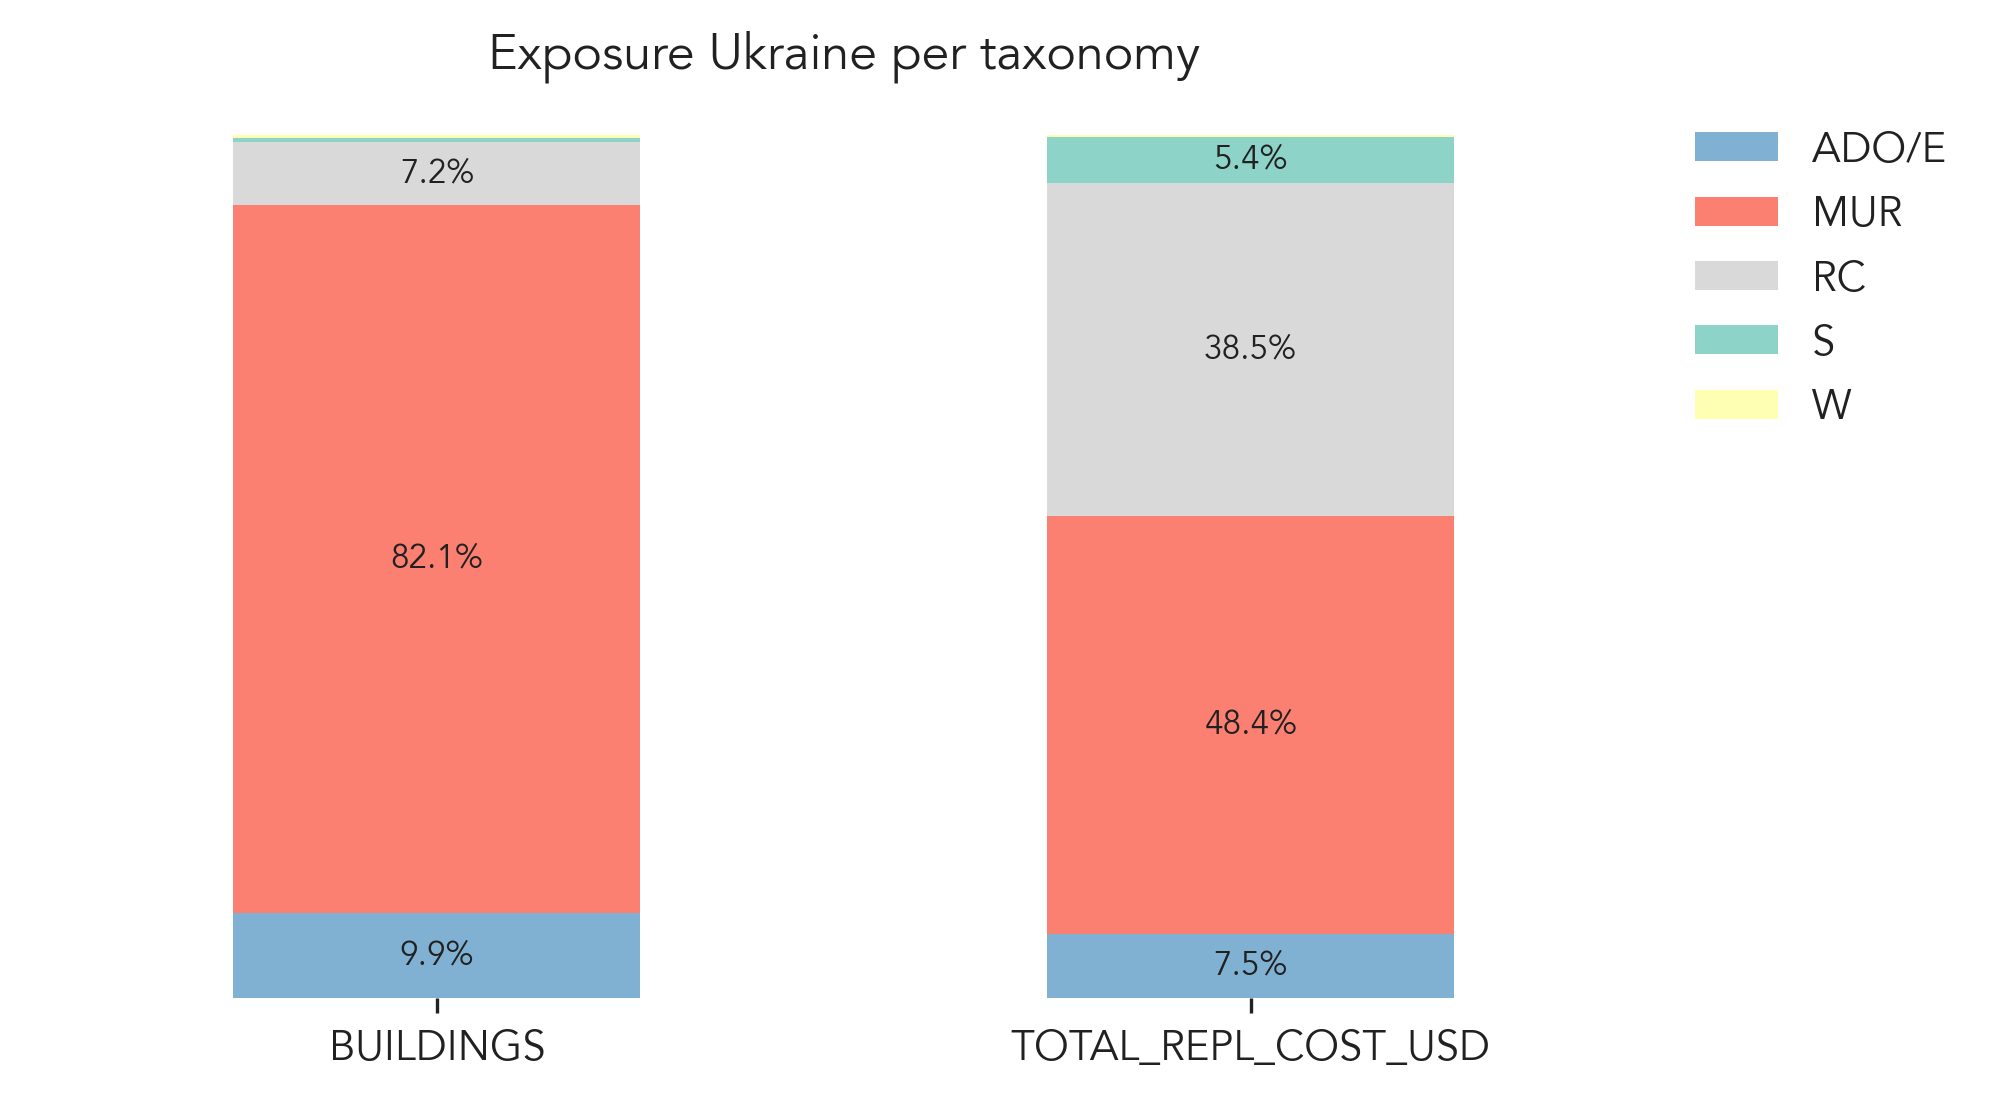 Exposure Ukraine per taxonomy
7.2%
82.1%
9.9%
BUILDINGS
5.4%
38.5%
48.4%
7.5%
TOTAL_REPL_COST_USD
ADO/E
MUR
RC
S
W